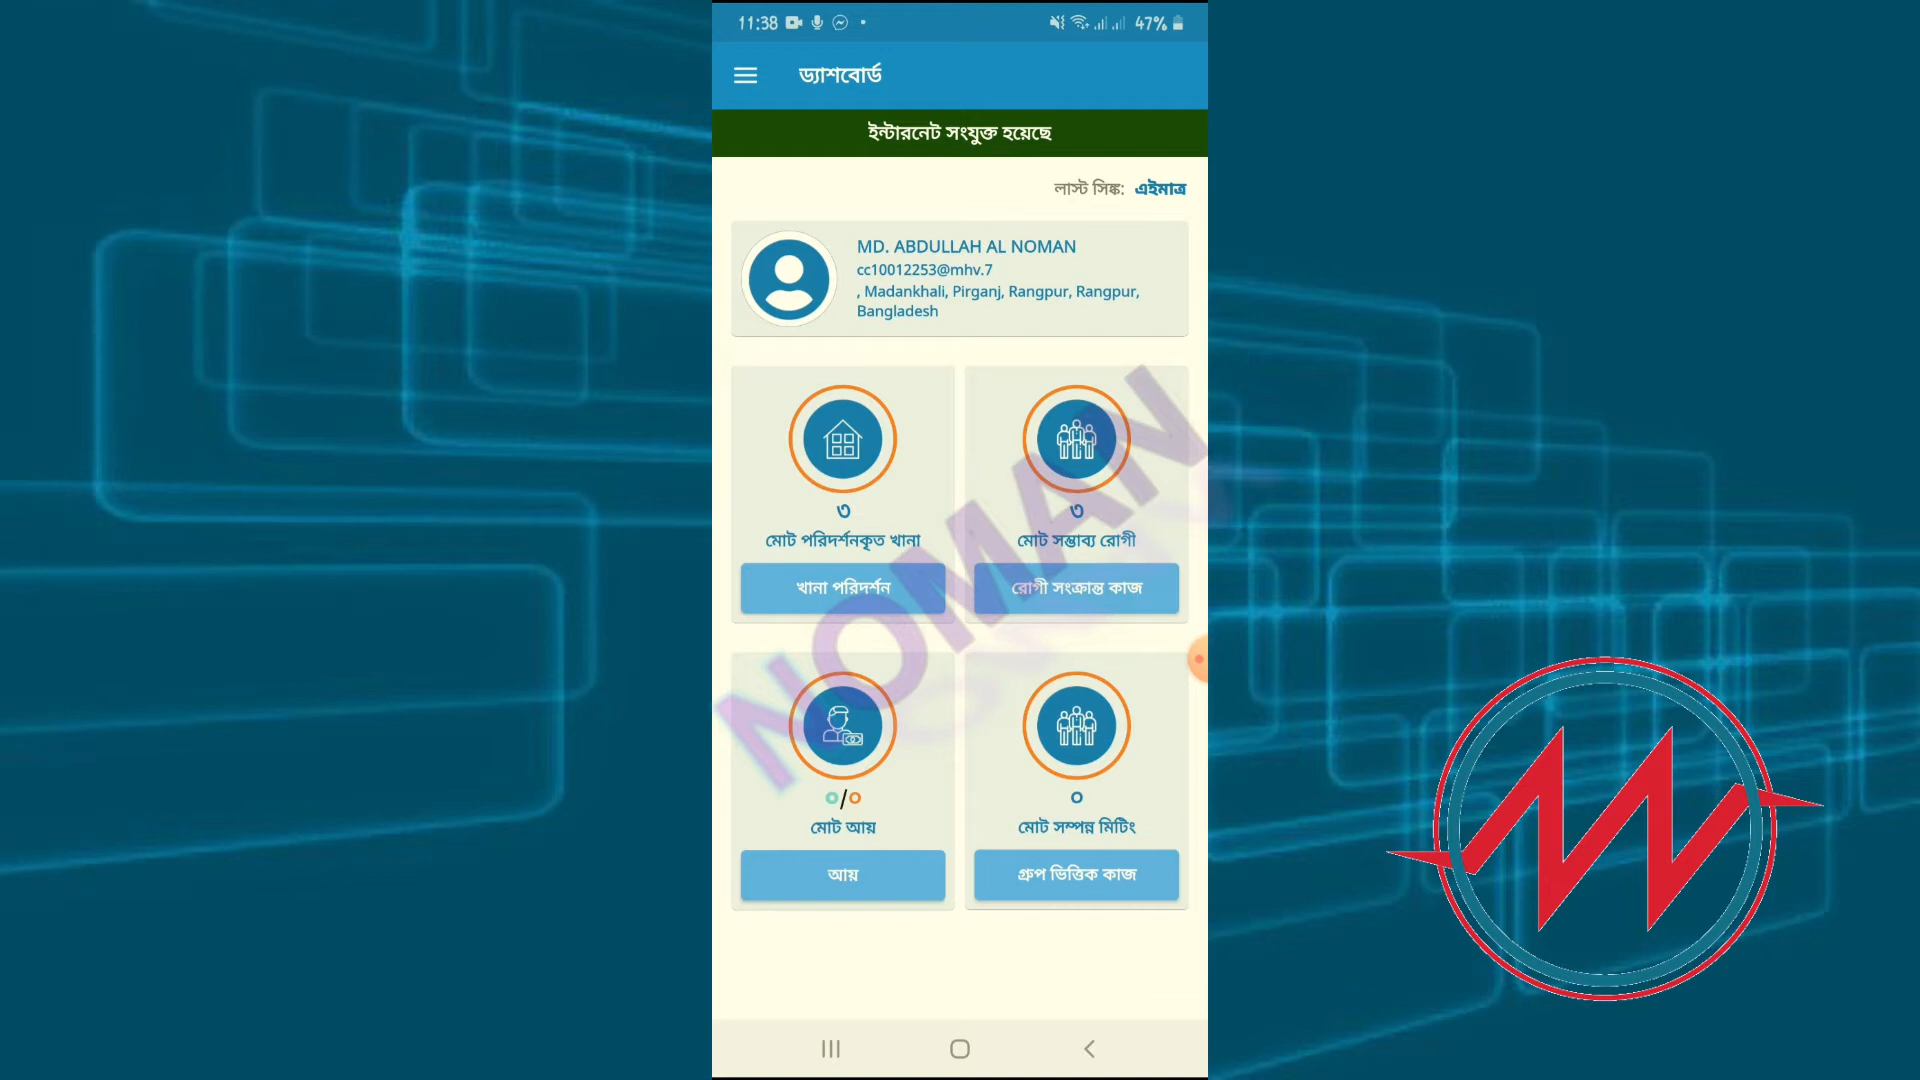 11:38
47%
ড্যাশবোর্ড
ইন্টারনেট সংযুক্ত হয়েছে
লাস্ট সিঙ্ক: এইমাত্র
MD. ABDULLAH AL NOMAN
cc10012253@mhv.7
, Madankhali, Pirganj, Rangpur, Rangpur,
Bangladesh
৩
মোট পরিদর্শনকৃত খানা
খানা পরিদর্শন
৩
মোট সম্ভাব্য রোগী
রোগী সংক্রান্ত কাজ
NOMAN
০/০
মোট আয়
আয়
০
মোট সম্পন্ন মিটিং
গ্রুপ ভিত্তিক কাজ